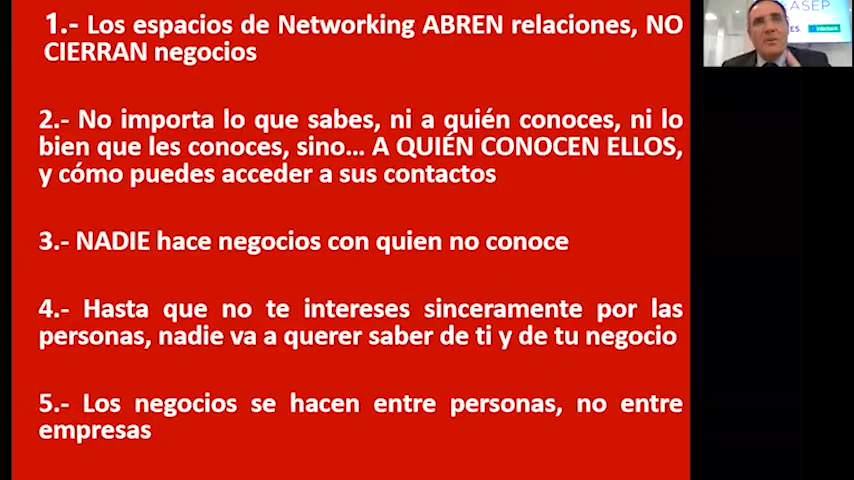 1.- Los espacios de Networking ABREN relaciones, NO
CIERRAN negocios
2.- No importa lo que sabes, ni a quién conoces, ni lo
bien que les conoces, sino... A QUIÉN CONOCEN ELLOS,
y cómo puedes acceder a sus contactos
3.- NADIE hace negocios con quien no conoce
4.- Hasta que no te intereses sinceramente por las
personas, nadie va a querer saber de ti y de tu negocio
5.- Los negocios se hacen entre personas, no entre
empresas